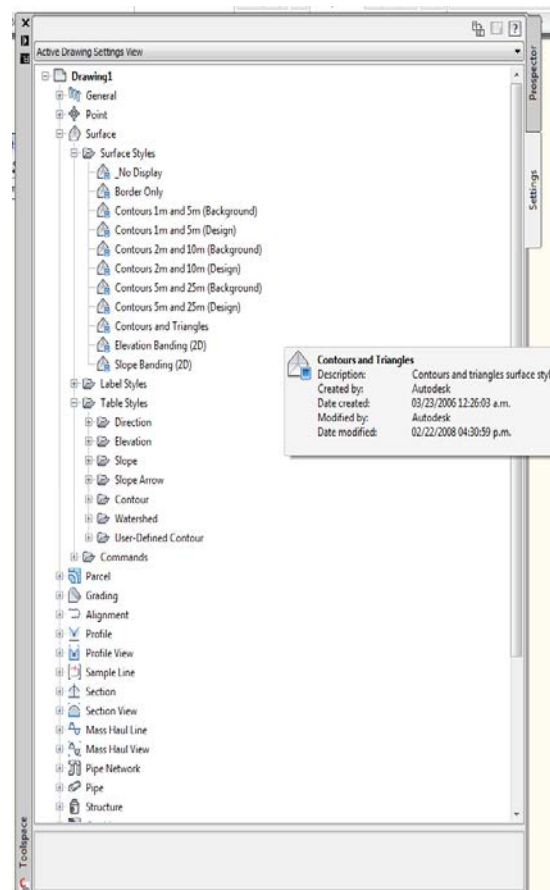 Active Drawing Settings View
Drawing1
General
Point
Surface
Surface Styles
_No Display
Border Only
Contours 1m and 5m (Background)
Contours 1m and 5m (Design)
Contours 2m and 10m (Background)
Contours 2m and 10m (Design)
Contours 5m and 25m (Background)
Contours 5m and 25m (Design)
Contours and Triangles
Elevation Banding (2D)
Slope Banding (2D)
Label Styles
Table Styles
Direction
Elevation
Slope
Slope Arrow
Contour
Watershed
User-Defined Contour
Commands
Parcel
Grading
Alignment
Profile
Profile View
Sample Line
Section
Section View
Mass Haul Line
Mass Haul View
Pipe Network
Pipe
Structure
Contours and Triangles
Description: Contours and triangles surface styl
Created by: Autodesk
Date created: 03/23/2006 12:26:03 a.m.
Modified by: Autodesk
Date modified: 02/22/2008 04:30:59 p.m.
Prospector
Settings
Toolspace